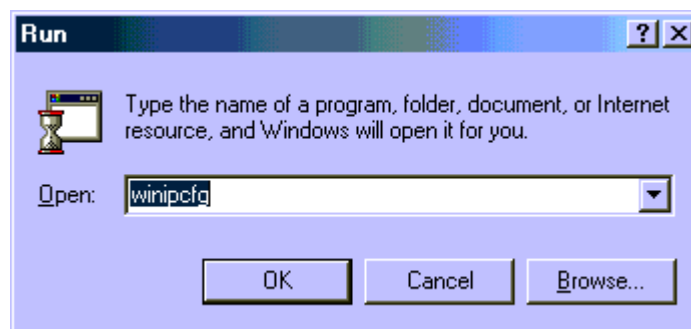 Run
Type the name of a program, folder, document, or Internet
resource, and Windows will open it for you.
Open: winipcfg
OK Cancel Browse...